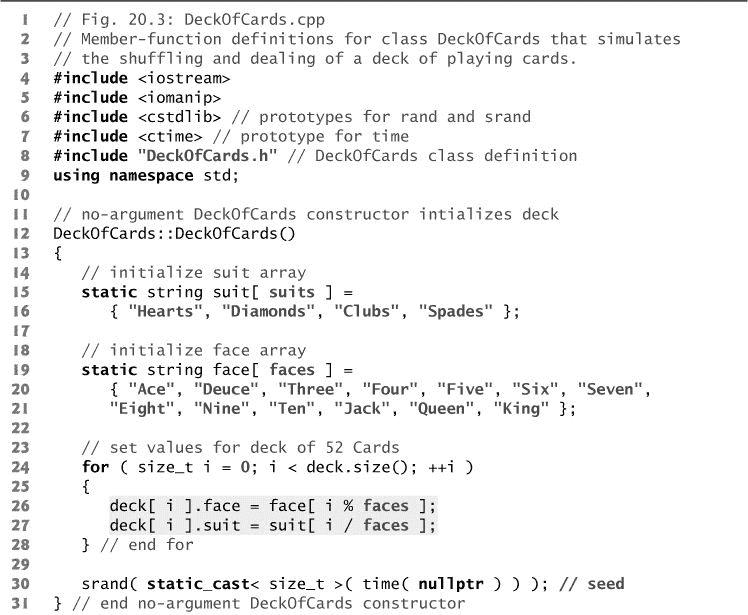 1 // Fig. 20.3: DeckOfCards.cpp
2 // Member-function definitions for class DeckOfCards that simulates
3 // the shuffling and dealing of a deck of playing cards.
4 #include <iostream>
5 #include <iomanip>
6 #include <cstdlib> // prototypes for rand and srand
7 #include <ctime> // prototype for time
8 #include "DeckOfCards.h" // DeckOfCards class definition
9 using namespace std;
10
11 // no-argument DeckOfCards constructor intializes deck
12 DeckOfCards::DeckOfCards()
13 {
14    // initialize suit array
15    static string suit[ suits ] =
16       { "Hearts", "Diamonds", "Clubs", "Spades" };
17
18    // initialize face array
19    static string face[ faces ] =
20       { "Ace", "Deuce", "Three", "Four", "Five", "Six", "Seven",
21       "Eight", "Nine", "Ten", "Jack", "Queen", "King" };
22
23    // set values for deck of 52 Cards
24    for ( size_t i = 0; i < deck.size(); ++i )
25    {
26       deck[ i ].face = face[ i % faces ];
27       deck[ i ].suit = suit[ i / faces ];
28    } // end for
29
30    srand( static_cast< size_t >( time( nullptr ) ) ); // seed
31 } // end no-argument DeckOfCards constructor